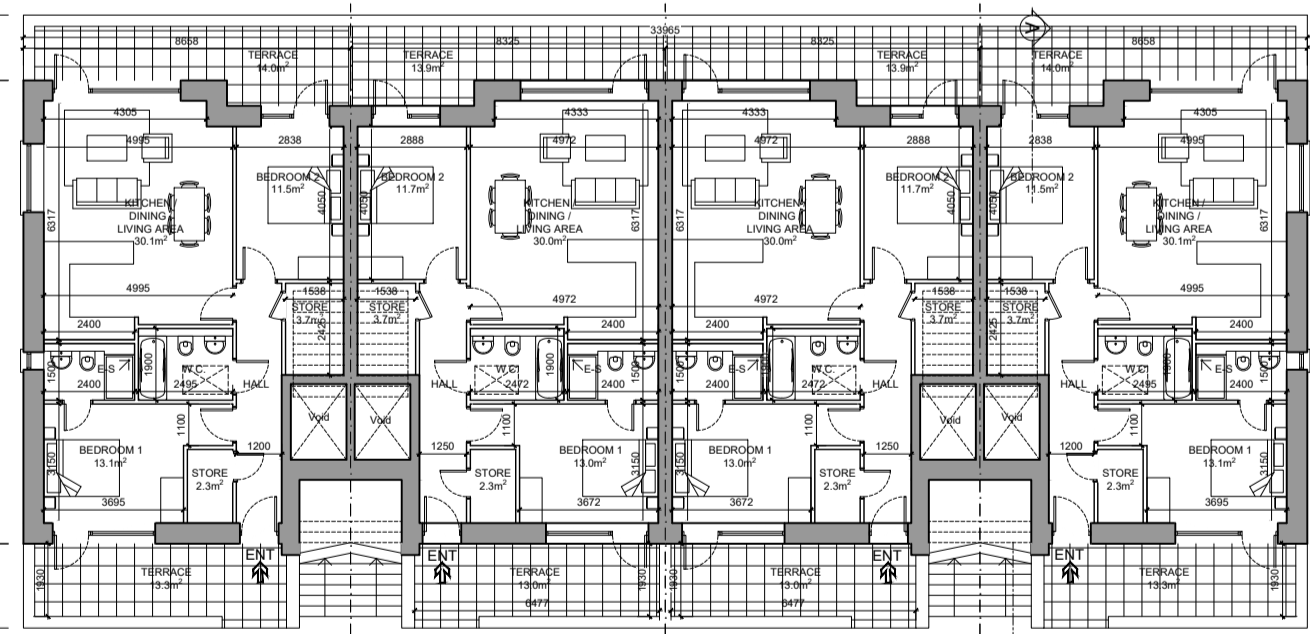 33965
8658
8325
8325
8658
A
TERRACE
14.0m²
TERRACE
13.9m²
TERRACE
13.9m²
TERRACE
14.0m²
4305
4333
4333
4305
4995
2838
2888
4972
4972
2888
2838
4995
BEDROOM 2
11.5m²
BEDROOM 2
11.7m²
BEDROOM 2
11.7m²
BEDROOM 2
11.5m²
4050
4050
4050
4050
KITCHEN /
DINING /
LIVING AREA
30.1m²
KITCHEN /
DINING /
LIVING AREA
30.0m²
KITCHEN /
DINING /
LIVING AREA
30.0m²
KITCHEN /
DINING /
LIVING AREA
30.1m²
6317
6317
6317
6317
4995
1538
1538
4972
4972
1538
1538
4995
STORE
3.7m²
STORE
3.7m²
STORE
3.7m²
STORE
3.7m²
2425
2425
2400
2400
2400
2400
1500
1900
1900
1500
1500
1900
1900
1500
E-S
W.C.
W.C.
E-S
E-S
W.C.
W.C.
E-S
2400
2495
HALL
HALL
2472
2400
2400
2472
HALL
HALL
2495
2400
Void
Void
Void
Void
1100
1100
1100
1100
BEDROOM 1
13.1m²
BEDROOM 1
13.0m²
BEDROOM 1
13.0m²
BEDROOM 1
13.1m²
1200
1250
1250
1200
3150
3150
3150
3150
STORE
2.3m²
STORE
2.3m²
STORE
2.3m²
STORE
2.3m²
3695
3672
3672
3695
ENT
ENT
ENT
ENT
TERRACE
13.3m²
TERRACE
13.0m²
TERRACE
13.0m²
TERRACE
13.3m²
1930
1930
1930
1930
6477
6477